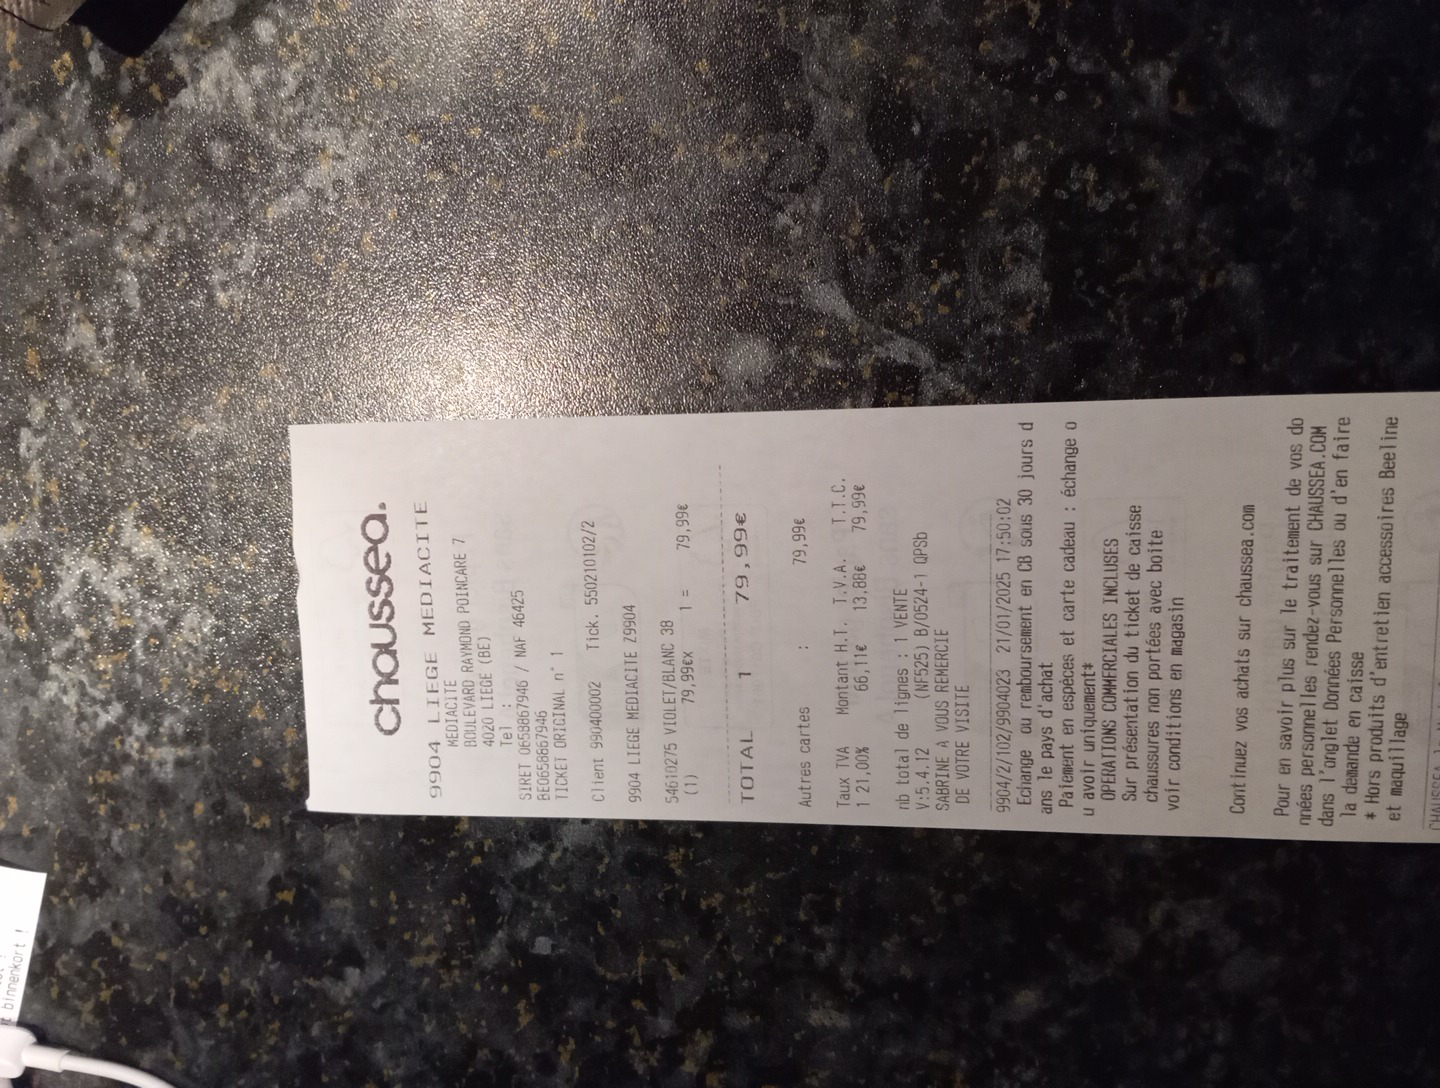 chaussea.
9904 LIEGE MEDIACITE
MEDIACITE
BOULEVARD RAYMOND POINCARE 7
4020 LIEGE (BE)
Tel :
SIRET 0658867946 / NAF 46425
BE0658867946
TICKET ORIGINAL n° 1
Client 990400002 Tick. 550210102/2
9904 LIEGE MEDIACITE Z9904
54610275 VIOLET/BLANC 38
(1) 79,99€x 1 = 79,99€
TOTAL 1 79,99€
Autres cartes : 79,99€
Taux TVA Montant H.T. T.V.A. T.T.C.
1 21,00% 66,11€ 13,88€ 79,99€
nb total de lignes : 1 VENTE
V:5.4.12 (NF525) B/0524-1 QPSb
SABRINE A VOUS REMERCIE
DE VOTRE VISITE
9904/2/102/9904023 21/01/2025 17:50:02
Echange ou remboursement en CB sous 30 jours d
ans le pays d'achat
Paiement en espèces et carte cadeau : échange o
u avoir uniquement*
OPERATIONS COMMERCIALES INCLUSES
Sur présentation du ticket de caisse
chaussures non portées avec boite
voir conditions en magasin
Continuez vos achats sur chaussea.com
Pour en savoir plus sur le traitement de vos do
nnées personnelles rendez-vous sur CHAUSSEA.COM
dans l'onglet Données Personnelles ou d'en faire
la demande en caisse
* Hors produits d'entretien accessoires Beeline
et maquillage
CHAUSSEA
binnenkort !